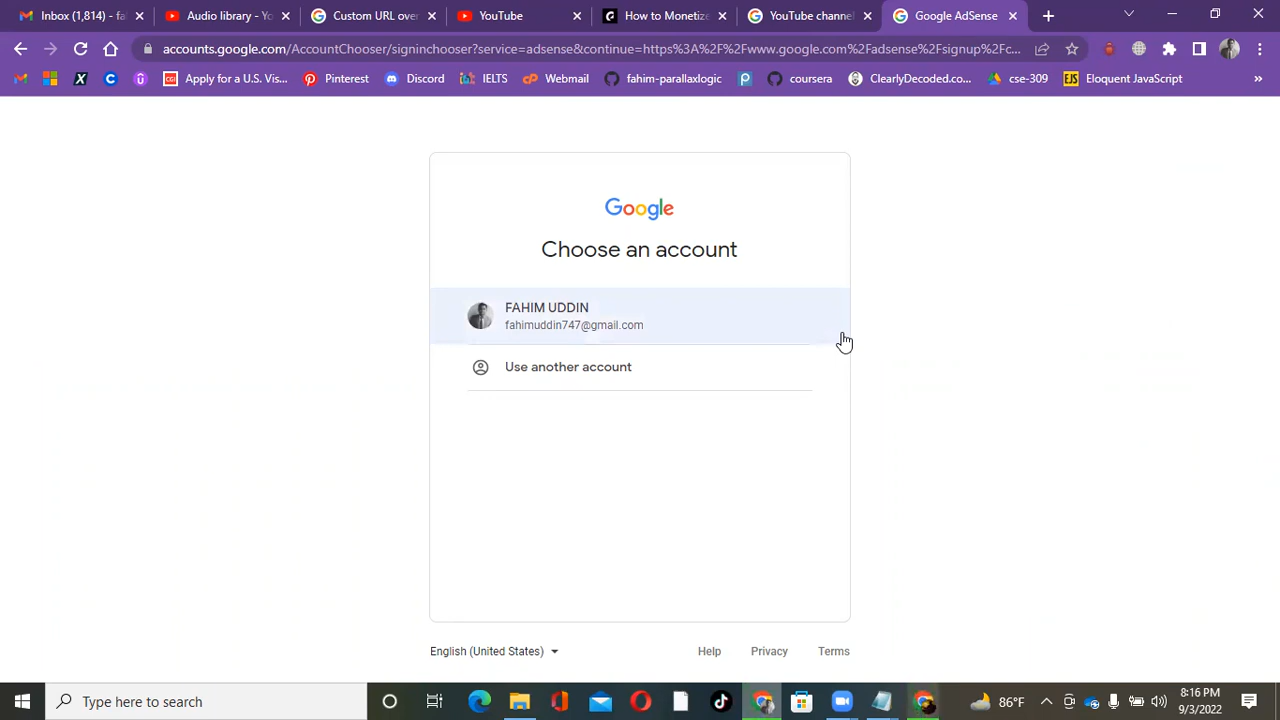 Inbox (1,814) - fa
Audio library - Yo
Custom URL over
YouTube
How to Monetize
YouTube channel
Google AdSense
accounts.google.com/AccountChooser/signinchooser?service=adsense&continue=https%3A%2F%2Fwww.google.com%2Fadsense%2Fsignup%2Fc...
Apply for a U.S. Vis...
Pinterest
Discord
IELTS
Webmail
fahim-parallaxlogic
coursera
ClearlyDecoded.co...
cse-309
EJS
Eloquent JavaScript
Google
Choose an account
FAHIM UDDIN
fahimuddin747@gmail.com
Use another account
English (United States)
Help
Privacy
Terms
Type here to search
86°F
8:16 PM
9/3/2022